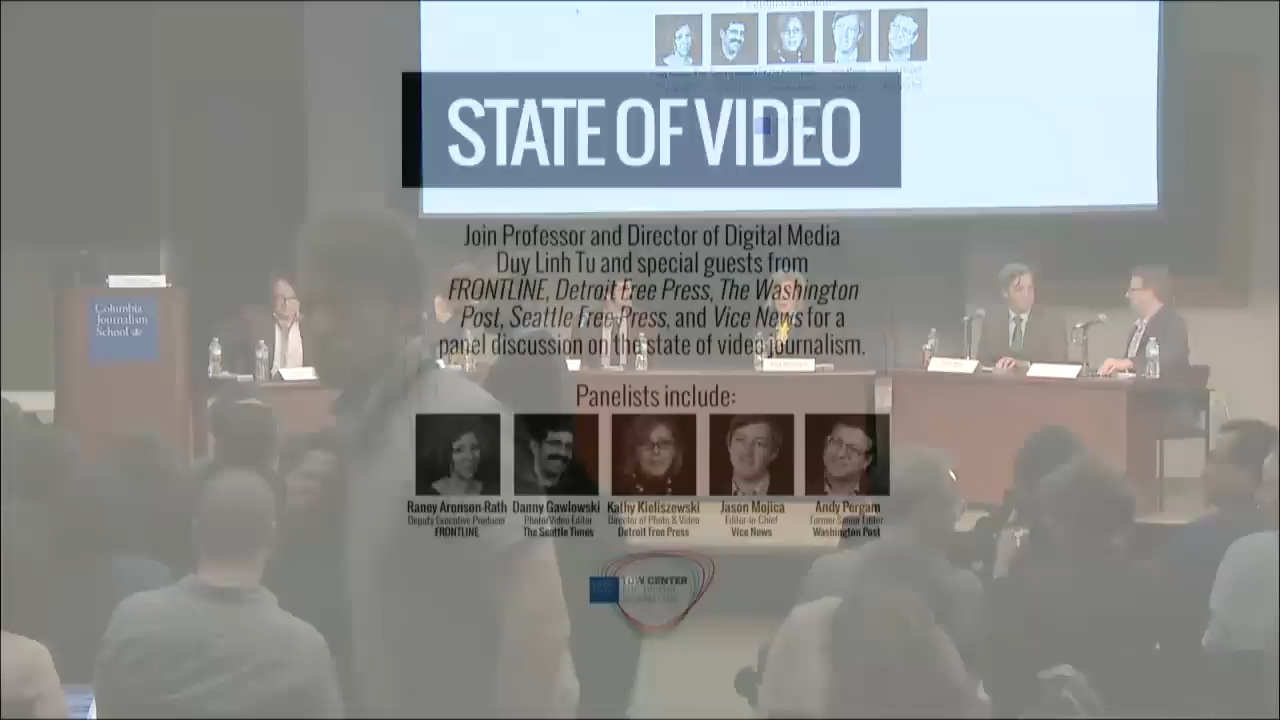 STATE OF VIDEO
Join Professor and Director of Digital Media
Duy Linh Tu and special guests from
FRONTLINE, Detroit Free Press, The Washington
Post, Seattle Free Press, and Vice News for a
panel discussion on the state of video journalism.
Columbia
Journalism
School
Panelists include:
Raney Aronson-Rath Danny Gawlowski Kathy Kieliszewski Jason Mojica Andy Pergam
Deputy Executive Producer Photo/Video Editor Director of Photo & Video Editor-in-Chief Former Senior Editor
FRONTLINE The Seattle Times Detroit Free Press Vice News Washington Post
TOW CENTER